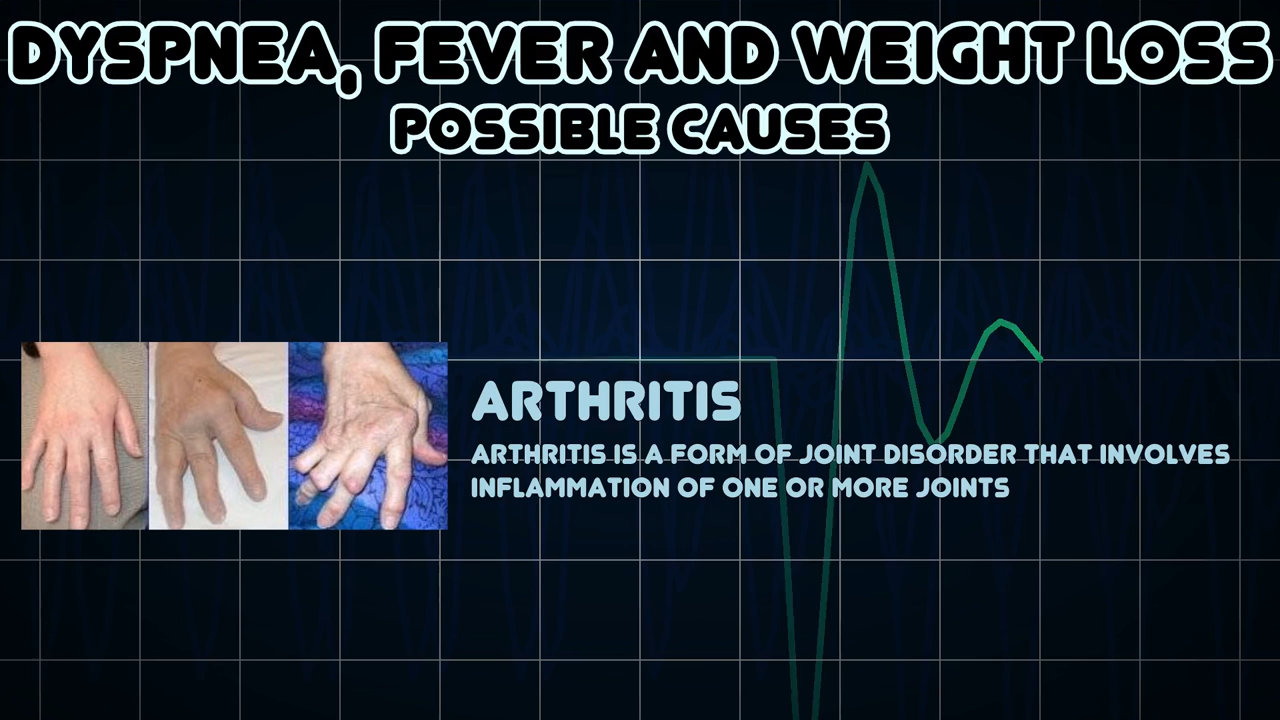 DYSPNEA, FEVER AND WEIGHT LOSS
POSSIBLE CAUSES
ARTHRITIS
ARTHRITIS IS A FORM OF JOINT DISORDER THAT INVOLVES
INFLAMMATION OF ONE OR MORE JOINTS